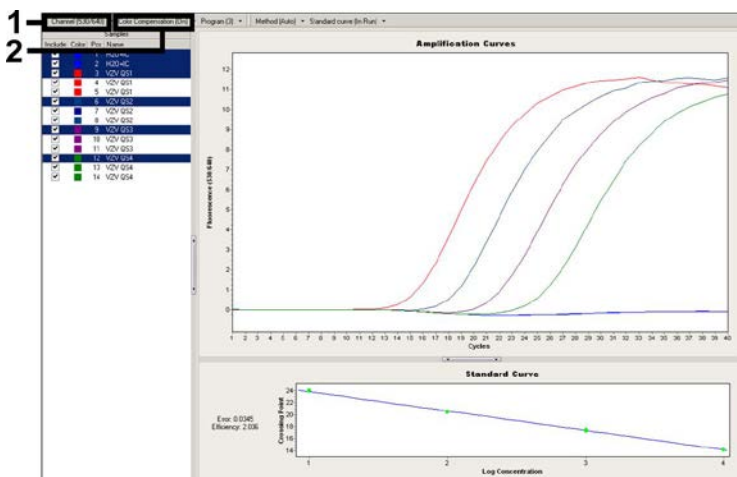 1
Channel (530/640)
Color Compensation (On)
Program (3)
Method (Auto)
Standard curve (In Run)
2
Samples
Include Color Pos Name
1 H2O+IC
2 H2O+IC
3 VZV QS1
4 VZV QS1
5 VZV QS1
6 VZV QS2
7 VZV QS2
8 VZV QS2
9 VZV QS3
10 VZV QS3
11 VZV QS3
12 VZV QS4
13 VZV QS4
14 VZV QS4
Amplification Curves
Fluorescence (530/640)
12
11
10
9
8
7
6
5
4
3
2
1
0
1 2 3 4 5 6 7 8 9 10 11 12 13 14 15 16 17 18 19 20 21 22 23 24 25 26 27 28 29 30 31 32 33 34 35 36 37 38 39 40
Cycles
Standard Curve
Error: 0.0345
Efficiency: 2.036
Crossing Point
24
22
20
18
16
14
1 2 3 4
Log Concentration